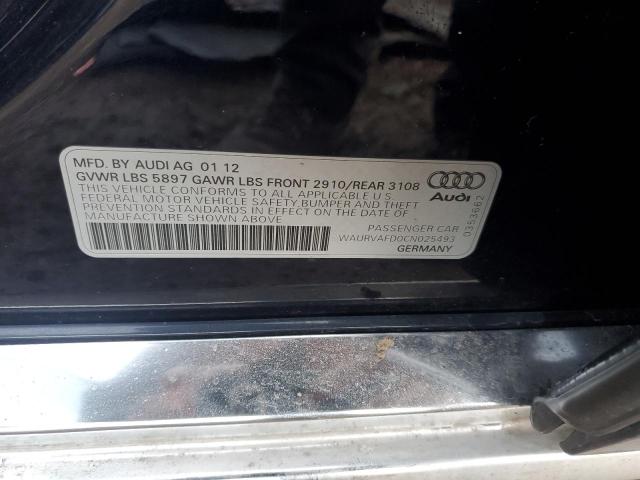 MFD. BY AUDI AG 01 12
GVWR LBS 5897 GAWR LBS FRONT 2910/REAR 3108
THIS VEHICLE CONFORMS TO ALL APPLICABLE U S
FEDERAL MOTOR VEHICLE SAFETY,BUMPER AND THEFT
PREVENTION STANDARDS IN EFFECT ON THE DATE OF
MANUFACTURE SHOWN ABOVE
PASSENGER CAR
WAURVAFD0CN025493
GERMANY
Audi
0353662